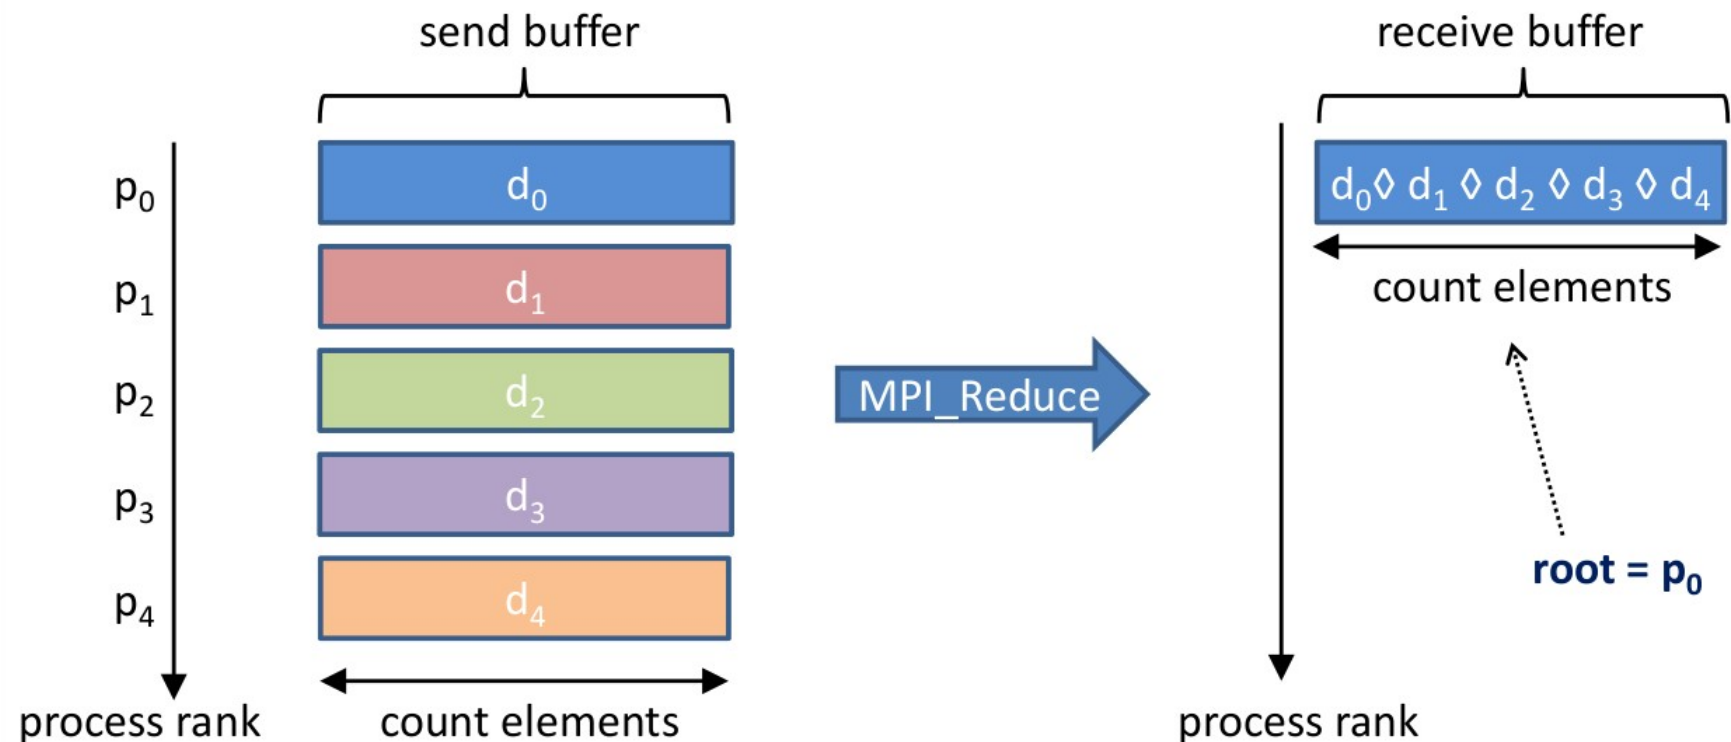 send buffer
receive buffer
p₀
d₀
d₀◊ d₁ ◊ d₂ ◊ d₃ ◊ d₄
p₁
d₁
count elements
p₂
d₂
MPI_Reduce
p₃
d₃
root = p₀
p₄
d₄
process rank
count elements
process rank